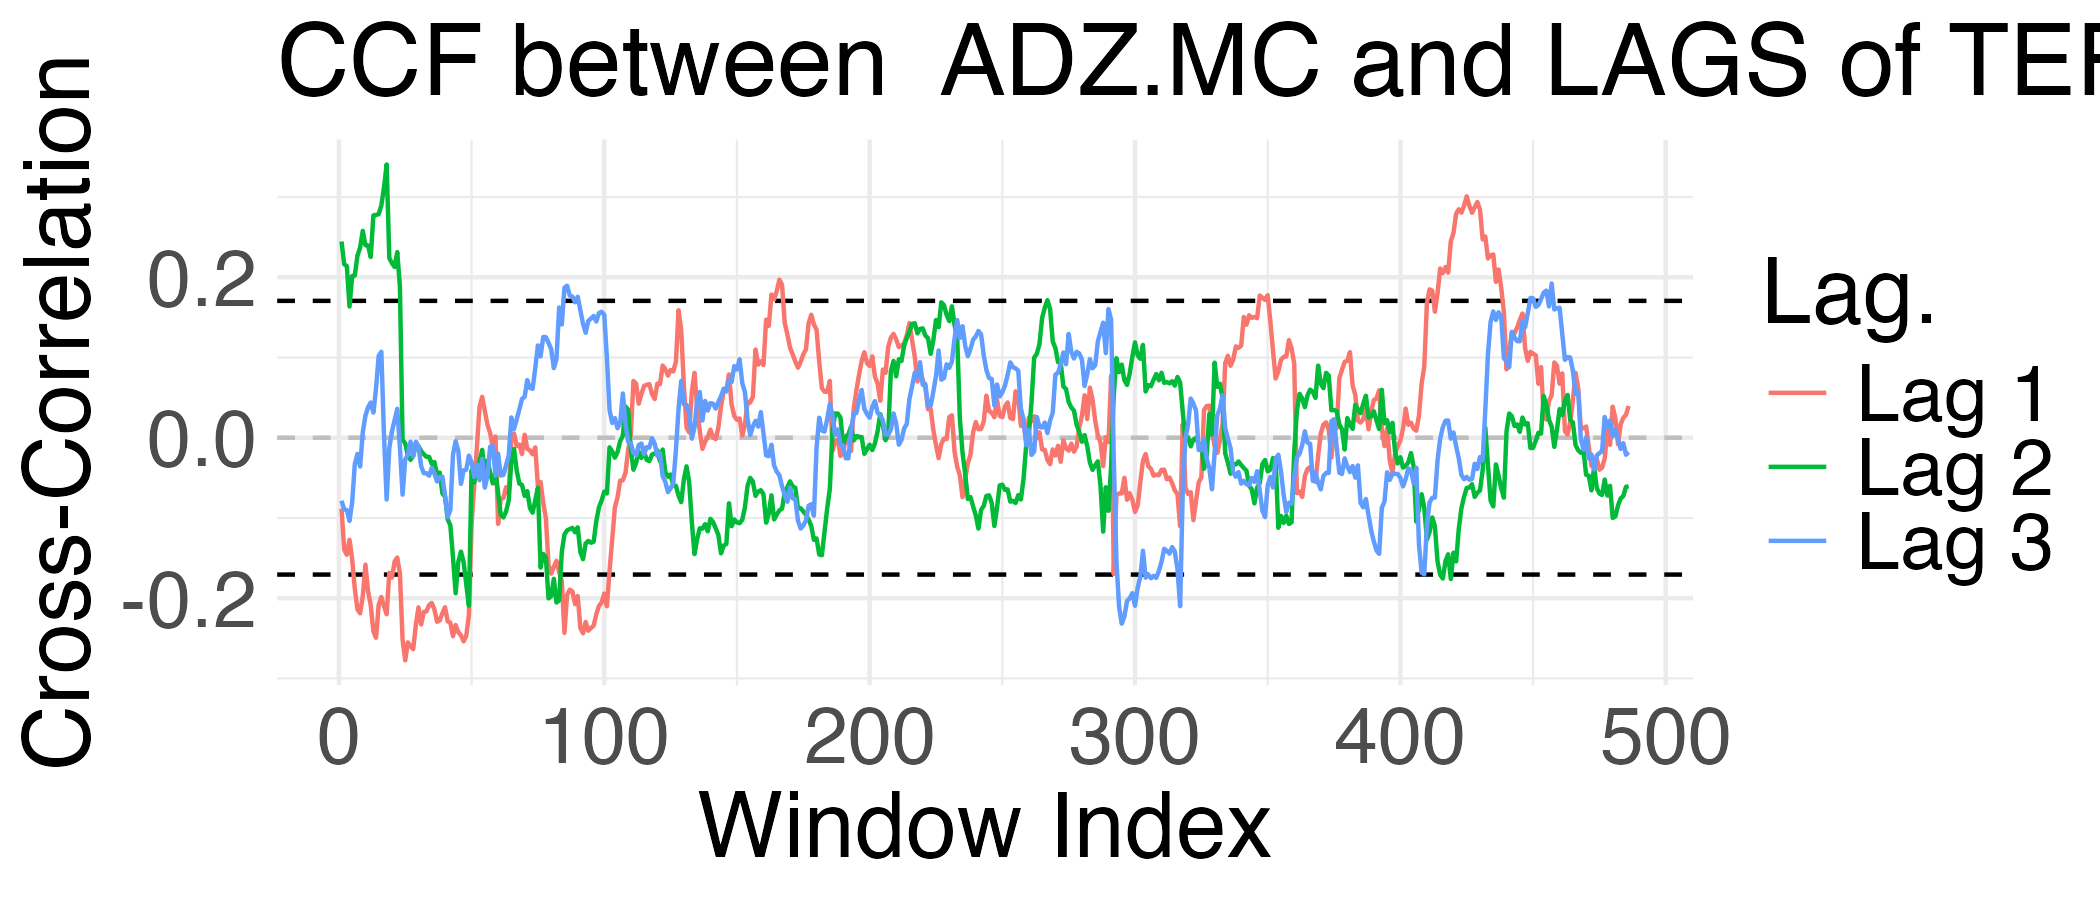 CCF between  ADZ.MC and LAGS of TEF
Cross-Correlation
0.2
0.0
-0.2
0 100 200 300 400 500
Window Index
Lag.
Lag 1
Lag 2
Lag 3